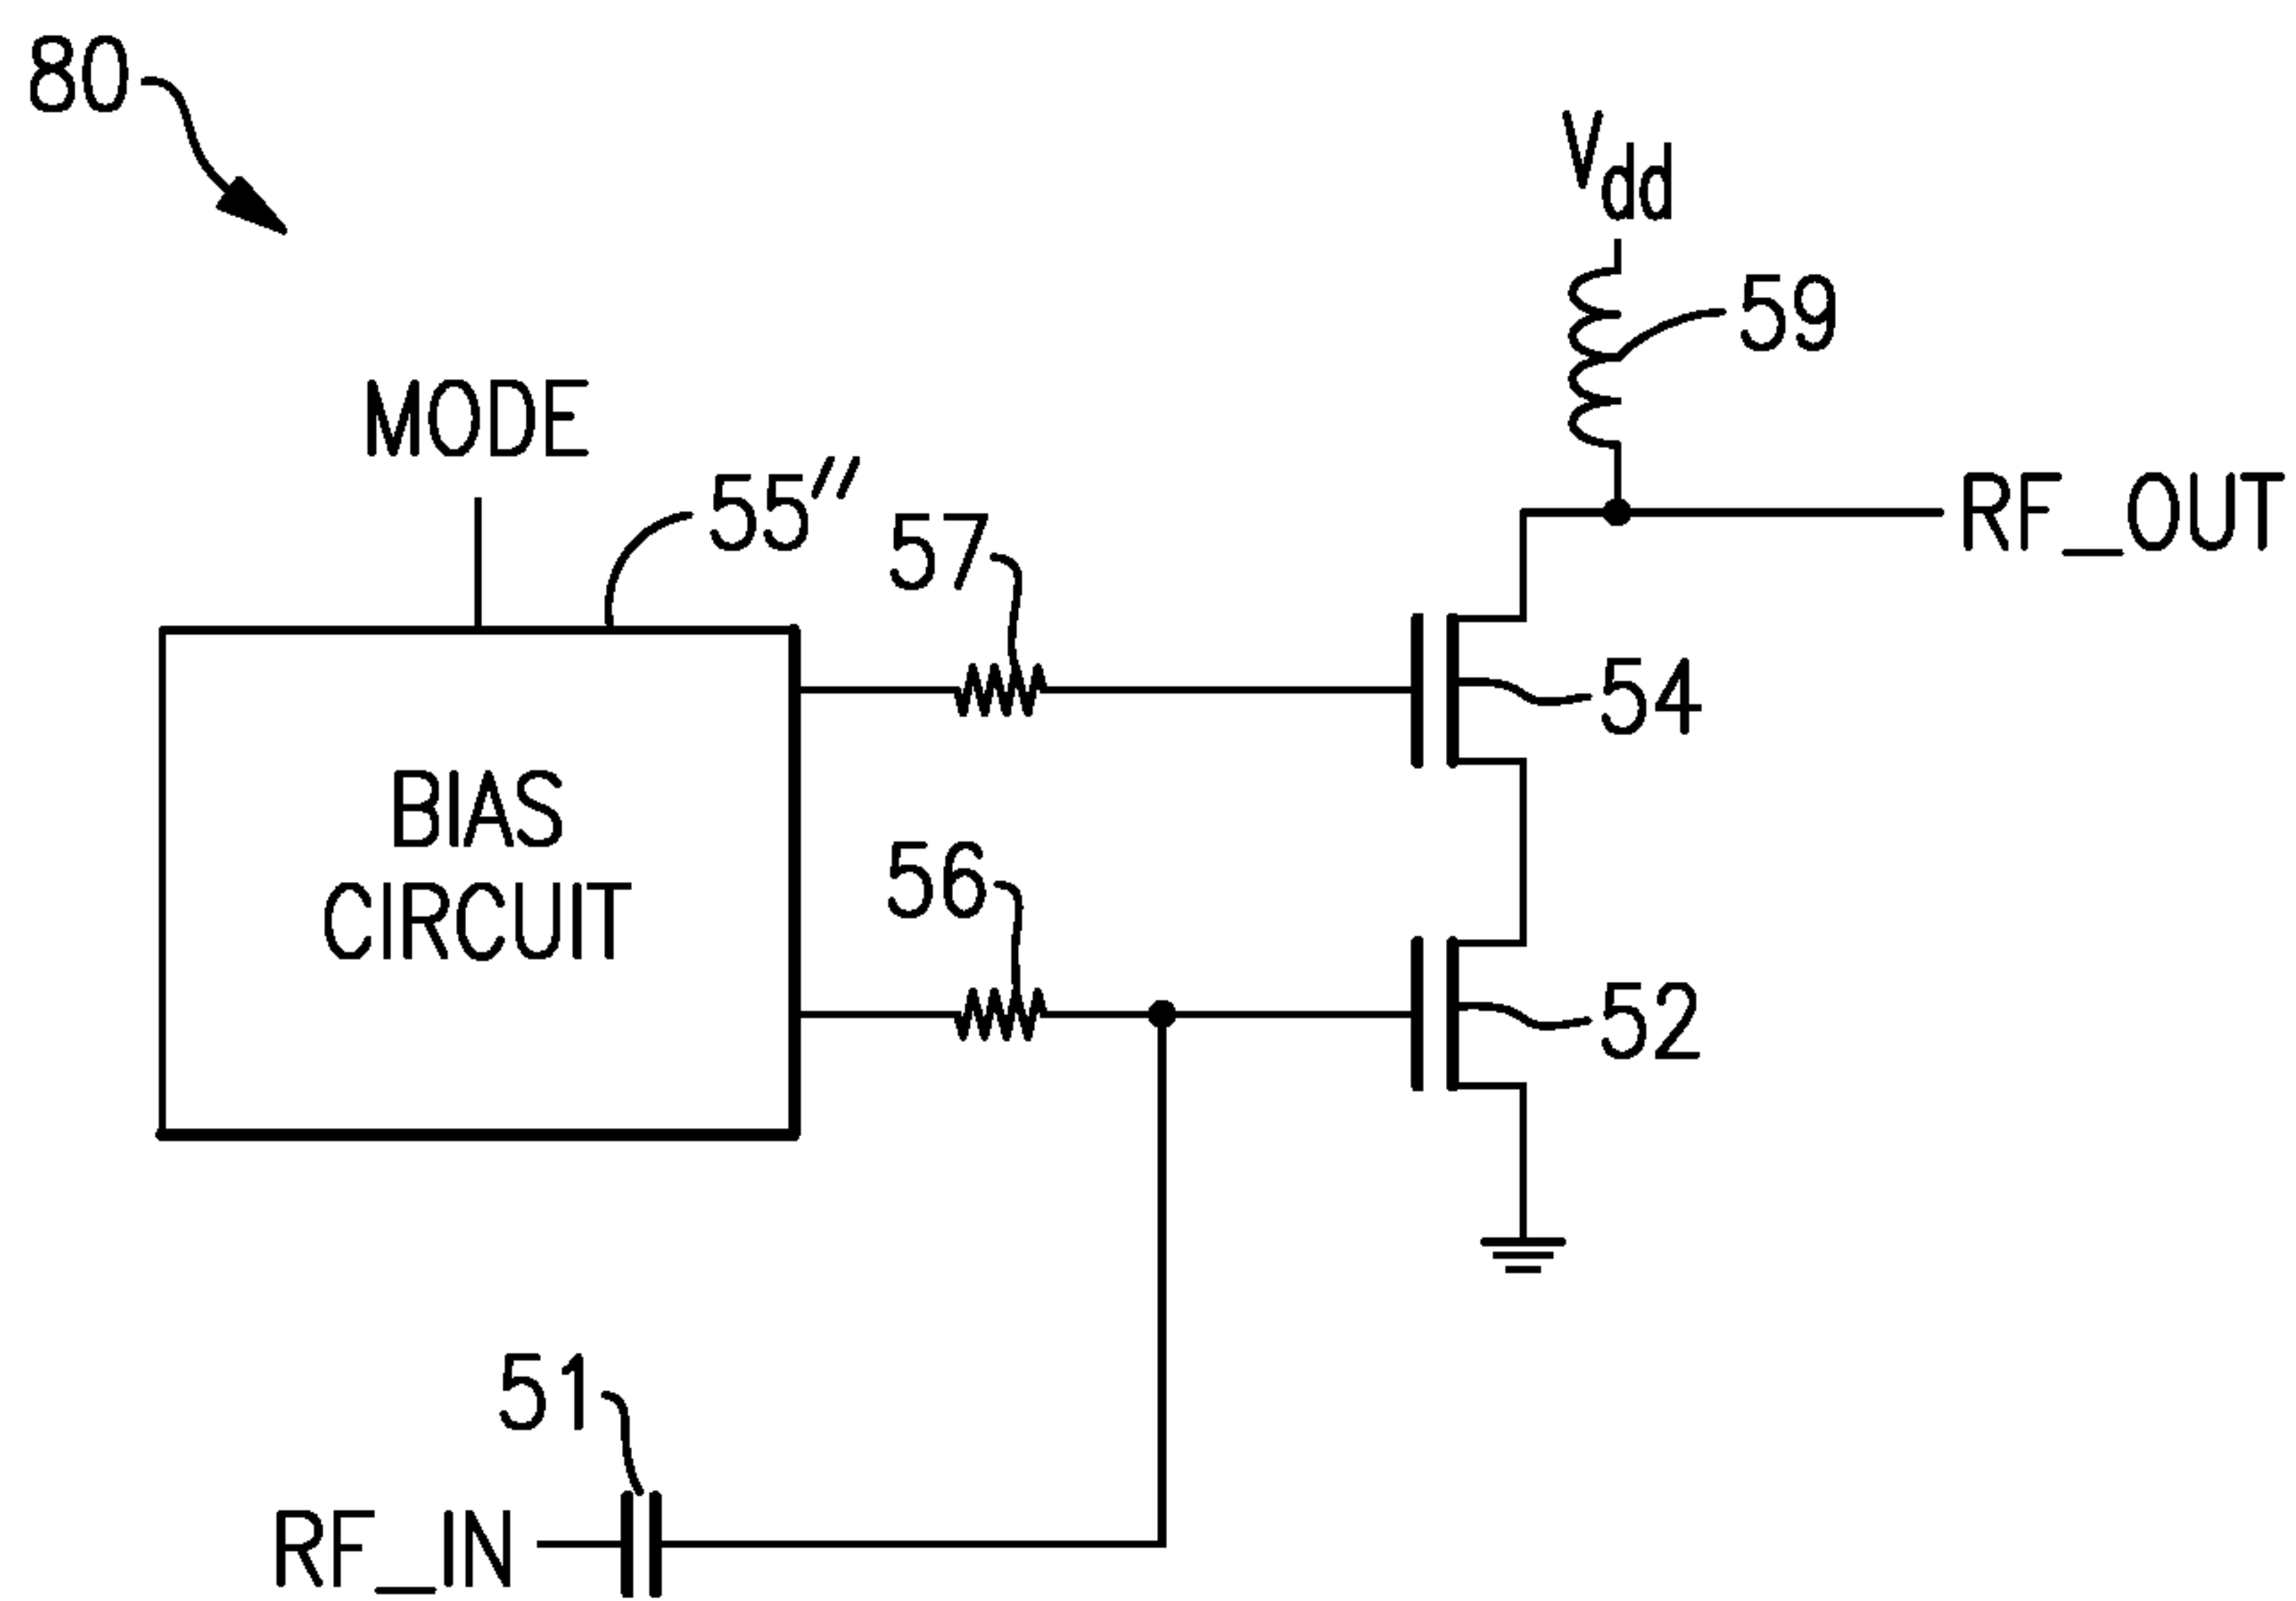 80
Vdd
59
MODE
55″
57
RF_OUT
54
BIAS
CIRCUIT
56
52
51
RF_IN